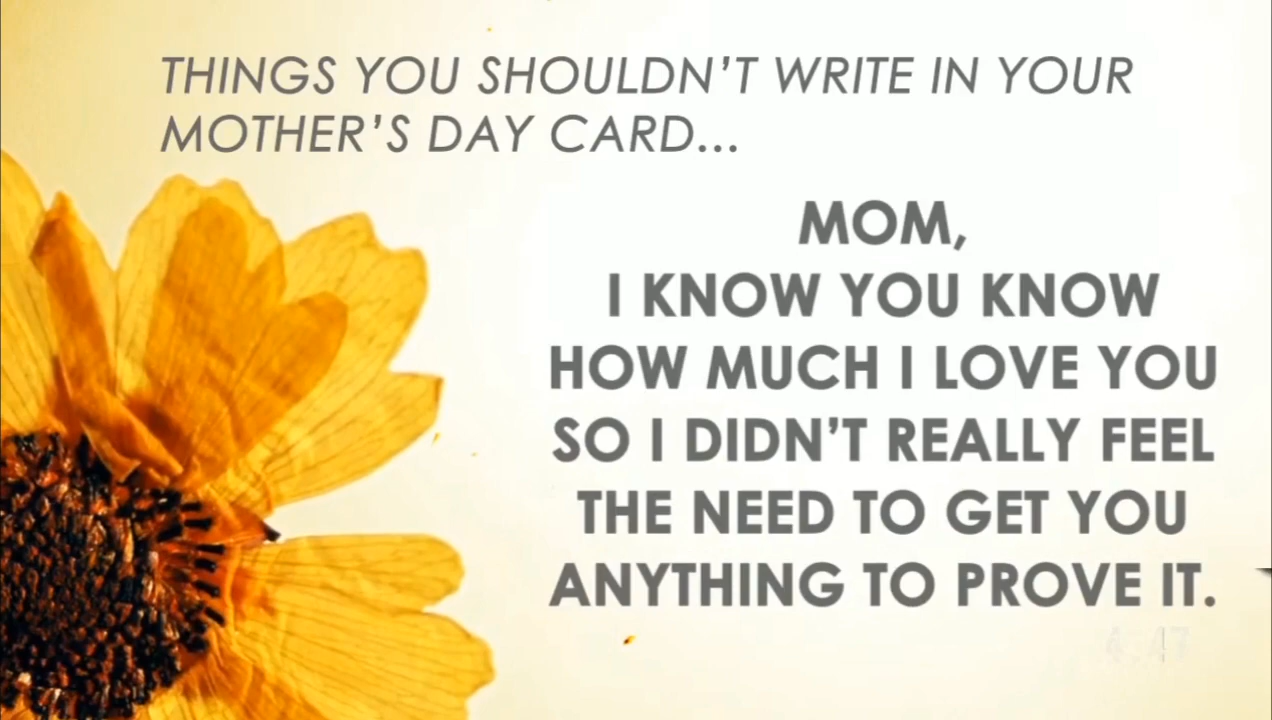 THINGS YOU SHOULDN’T WRITE IN YOUR
MOTHER’S DAY CARD...
MOM,
I KNOW YOU KNOW
HOW MUCH I LOVE YOU
SO I DIDN’T REALLY FEEL
THE NEED TO GET YOU
ANYTHING TO PROVE IT.